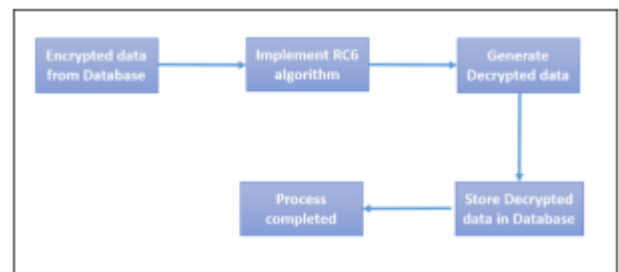 Encrypted data
from Database
Implement RC6
algorithm
Generate
Decrypted data
Store Decrypted
data in Database
Process
completed